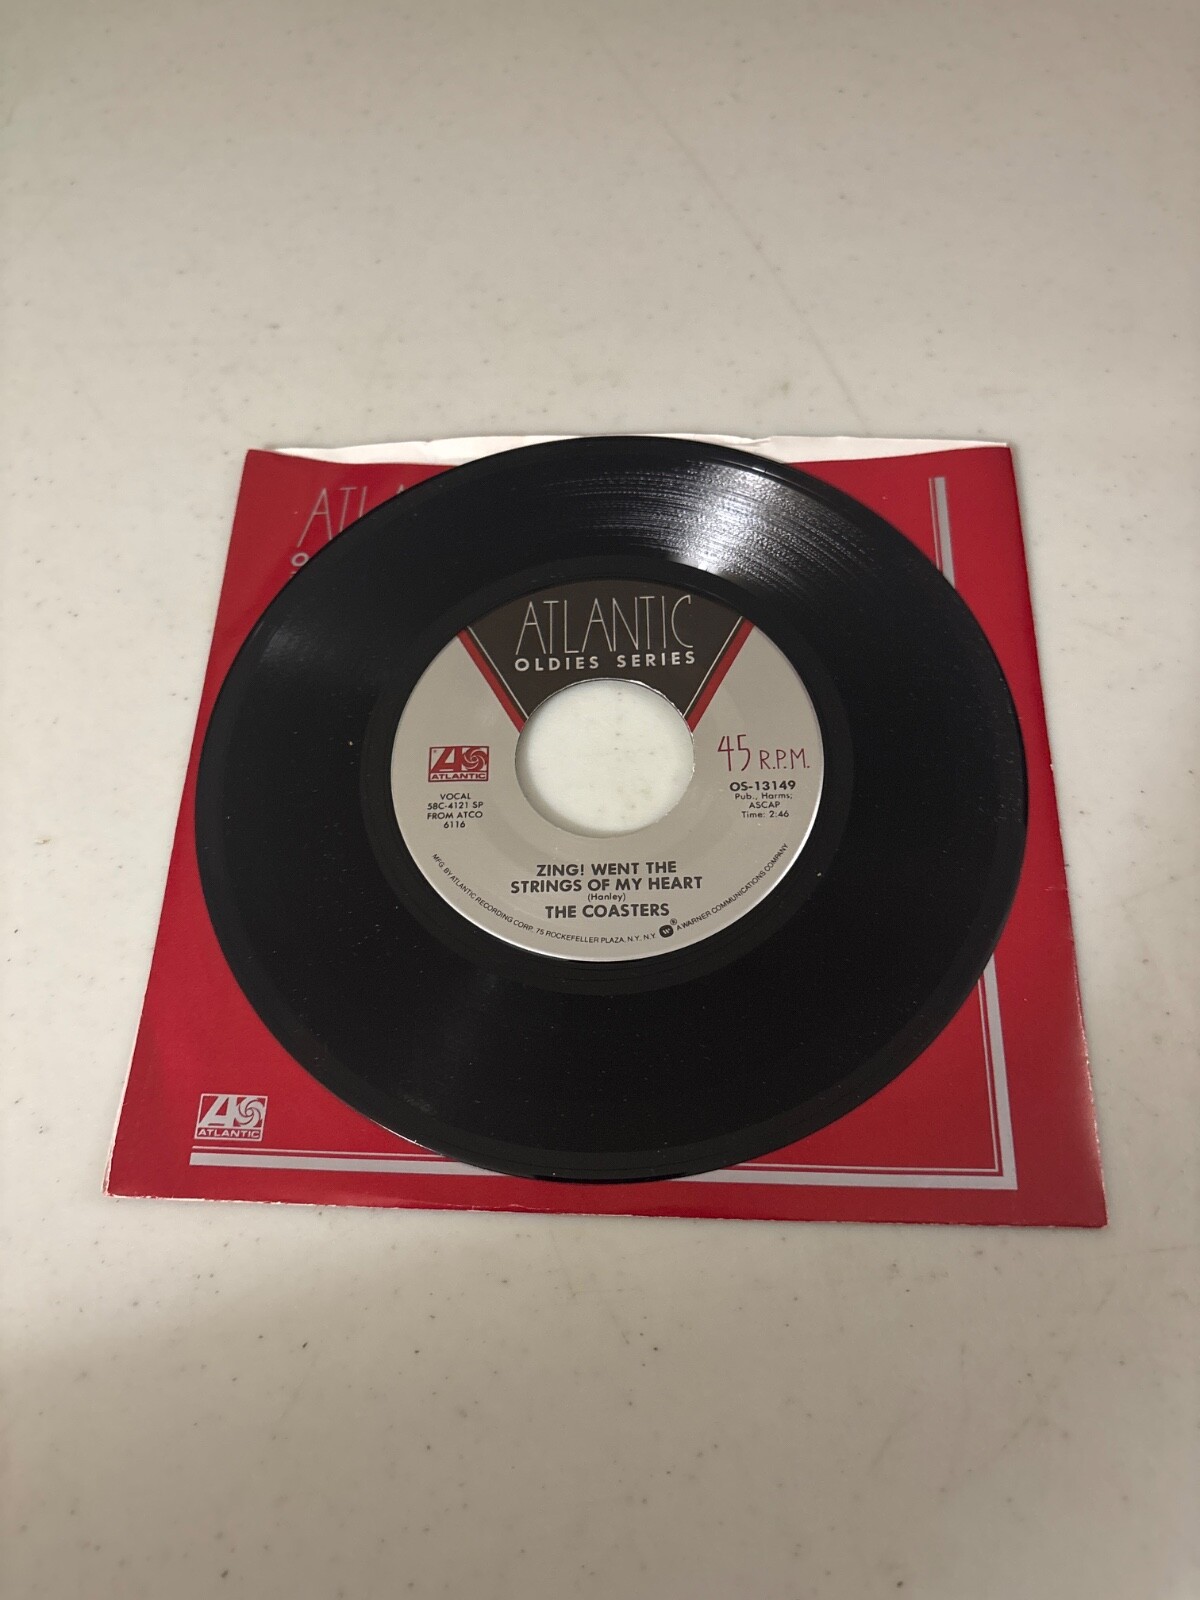 ATLANTIC
OLDIES SERIES
45 R.P.M.
ATLANTIC
VOCAL
58C-4121 SP
FROM ATCO
6116
OS-13149
Pub., Harms;
ASCAP
Time: 2:46
ZING! WENT THE
STRINGS OF MY HEART
(Hanley)
THE COASTERS
MFG BY ATLANTIC RECORDING CORP. 75 ROCKEFELLER PLAZA, N.Y. N.Y. ® A WARNER COMMUNICATIONS COMPANY
ATLANTIC